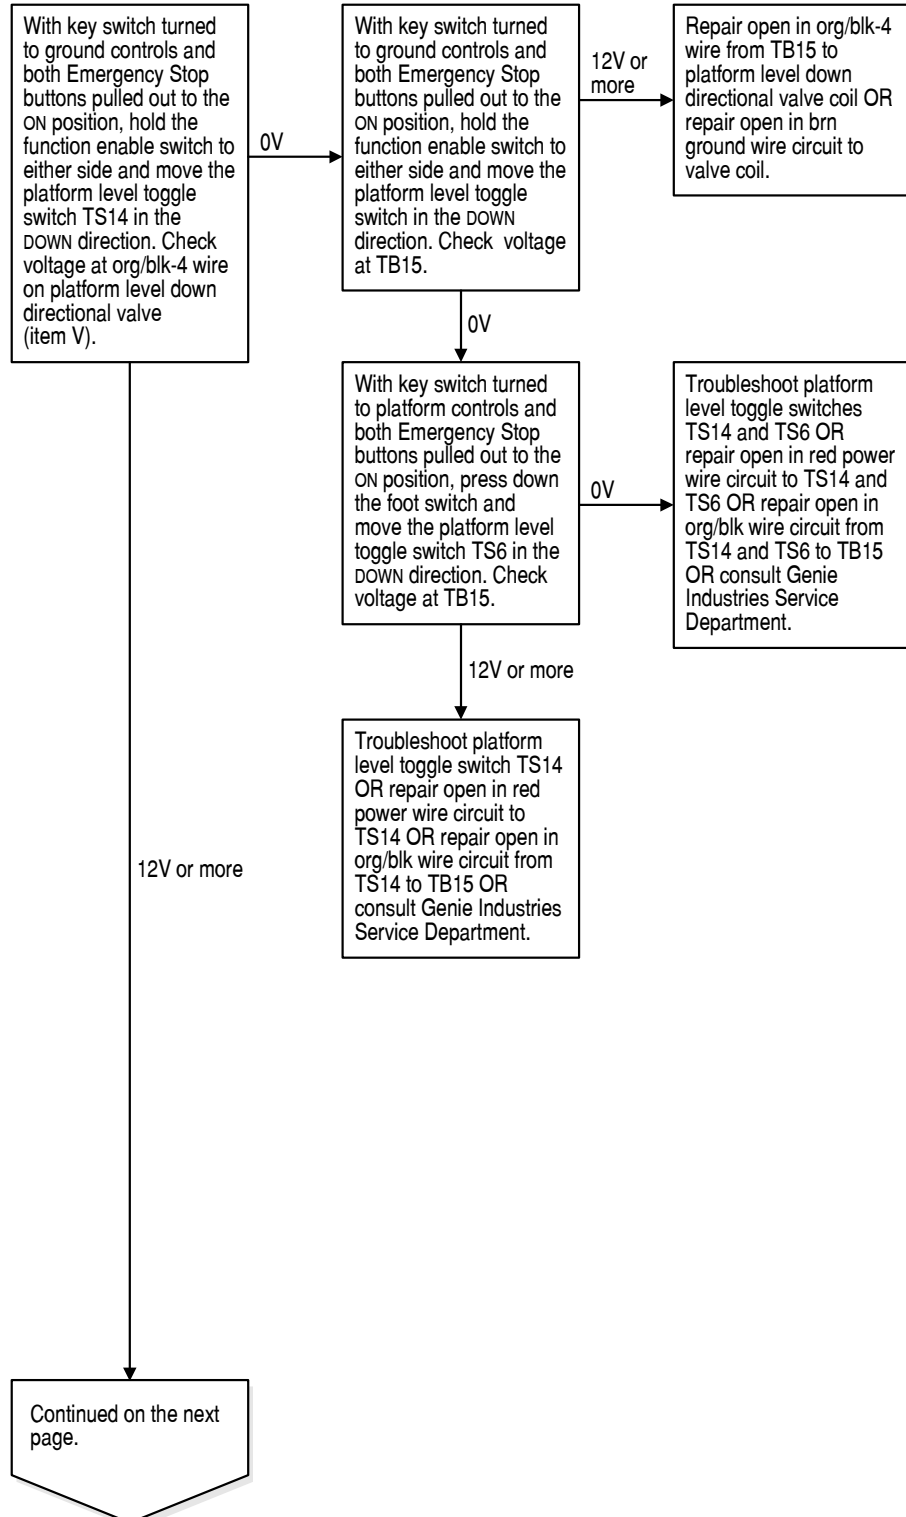 With key switch turned
to ground controls and
both Emergency Stop
buttons pulled out to the
ON position, hold the
function enable switch to
either side and move the
platform level toggle
switch TS14 in the
DOWN direction. Check
voltage at org/blk-4 wire
on platform level down
directional valve
(item V).
0V
With key switch turned
to ground controls and
both Emergency Stop
buttons pulled out to the
ON position, hold the
function enable switch to
either side and move the
platform level toggle
switch in the DOWN
direction. Check  voltage
at TB15.
12V or
more
Repair open in org/blk-4
wire from TB15 to
platform level down
directional valve coil OR
repair open in brn
ground wire circuit to
valve coil.
0V
With key switch turned
to platform controls and
both Emergency Stop
buttons pulled out to the
ON position, press down
the foot switch and
move the platform level
toggle switch TS6 in the
DOWN direction. Check
voltage at TB15.
0V
Troubleshoot platform
level toggle switches
TS14 and TS6 OR
repair open in red power
wire circuit to TS14 and
TS6 OR repair open in
org/blk wire circuit from
TS14 and TS6 to TB15
OR consult Genie
Industries Service
Department.
12V or more
Troubleshoot platform
level toggle switch TS14
OR repair open in red
power wire circuit to
TS14 OR repair open in
org/blk wire circuit from
TS14 to TB15 OR
consult Genie Industries
Service Department.
12V or more
Continued on the next
page.